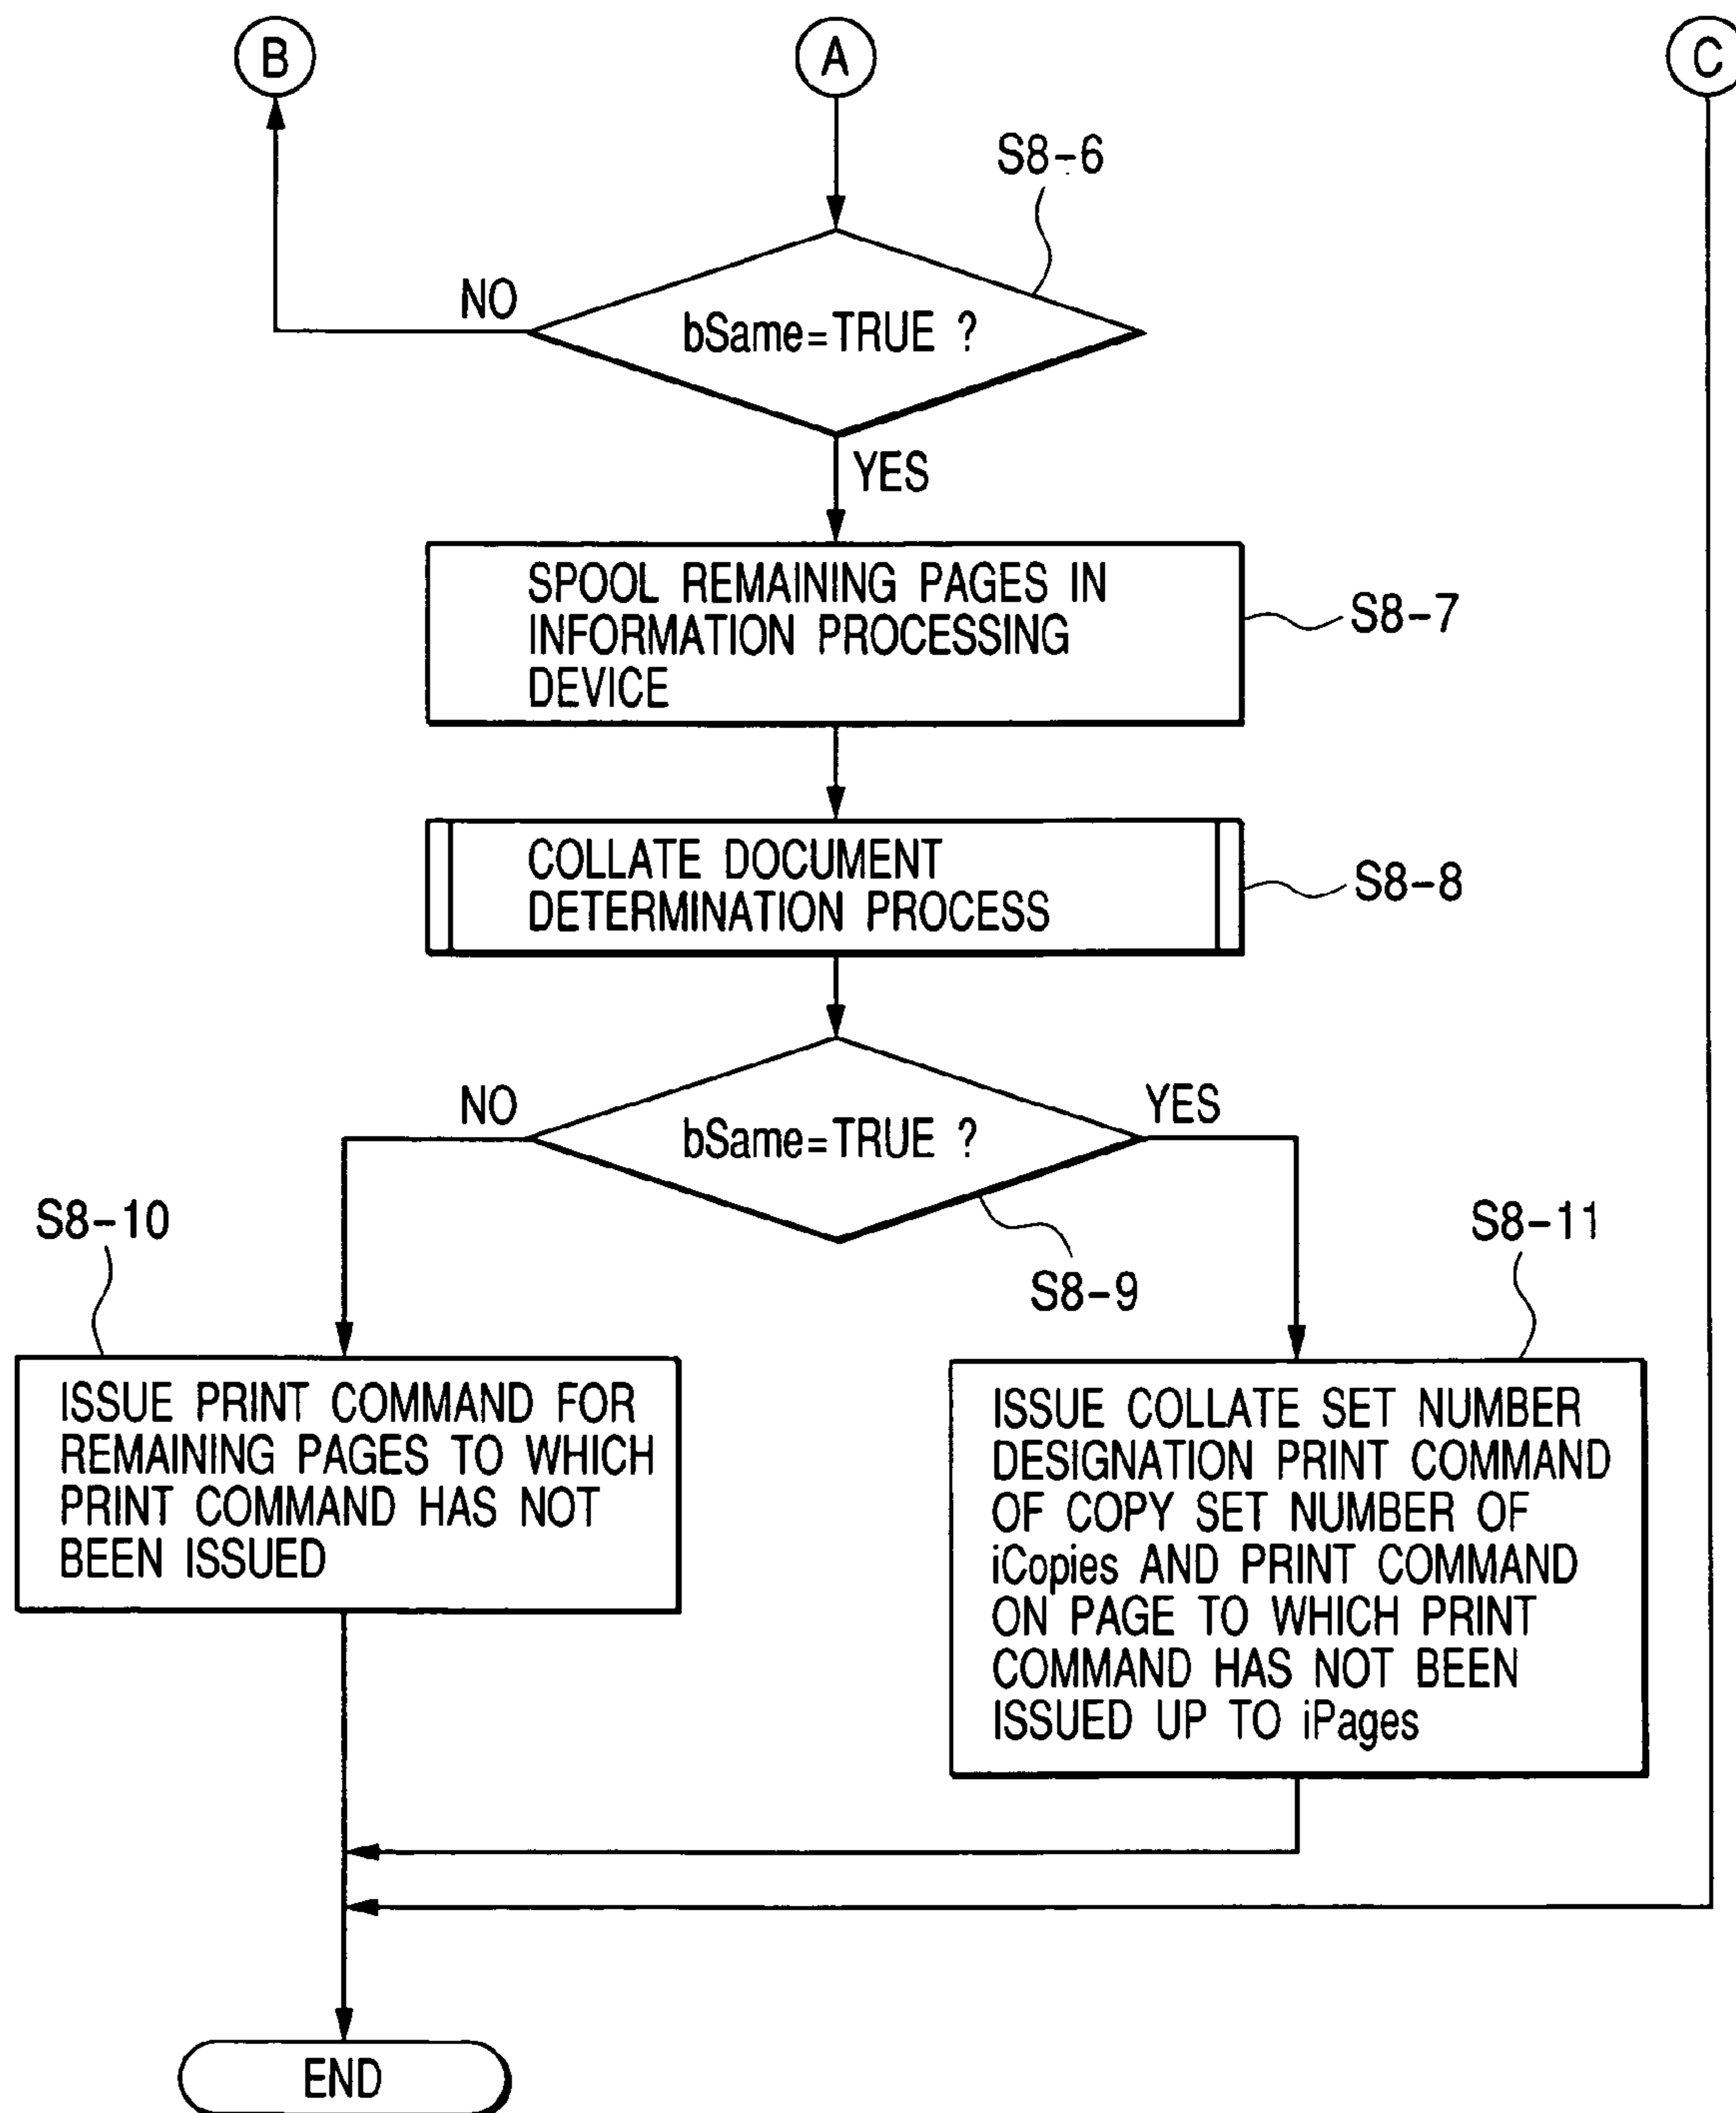 B
A
C
S8-6
NO
bSame=TRUE ?
YES
SPOOL REMAINING PAGES IN
INFORMATION PROCESSING
DEVICE
S8-7
COLLATE DOCUMENT
DETERMINATION PROCESS
S8-8
NO
bSame=TRUE ?
YES
S8-9
S8-10
S8-11
ISSUE PRINT COMMAND FOR
REMAINING PAGES TO WHICH
PRINT COMMAND HAS NOT
BEEN ISSUED
ISSUE COLLATE SET NUMBER
DESIGNATION PRINT COMMAND
OF COPY SET NUMBER OF
iCopies AND PRINT COMMAND
ON PAGE TO WHICH PRINT
COMMAND HAS NOT BEEN
ISSUED UP TO iPages
END